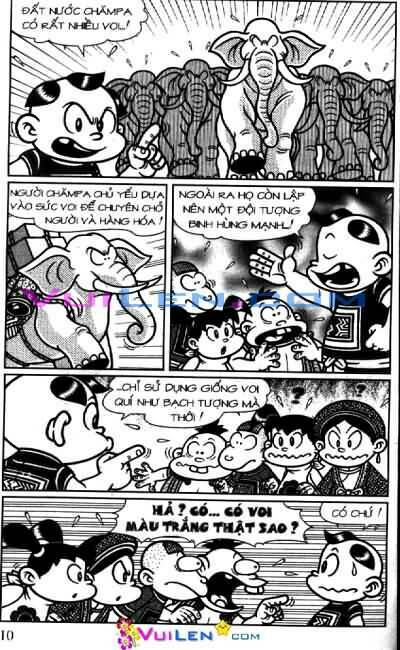 ĐẤT NƯỚC CHĂMPA
CÓ RẤT NHIỀU VOI..!
NGƯỜI CHĂMPA CHỦ YẾU DỰA
VÀO SỨC VOI ĐỂ CHUYÊN CHỞ
NGƯỜI VÀ HÀNG HÓA !
NGOÀI RA HỌ CÒN LẬP
NÊN MỘT ĐỘI TƯỢNG
BINH HÙNG MẠNH..!
VUILEN.COM
...CHỈ SỬ DỤNG GIỐNG VOI
QUÍ NHƯ BẠCH TƯỢNG MÀ
THÔI !
?
?
HẢ ? CÓ... CÓ VOI
MÀU TRẮNG THẬT SAO ?
CÓ CHỨ !
10
VUILEN.COM